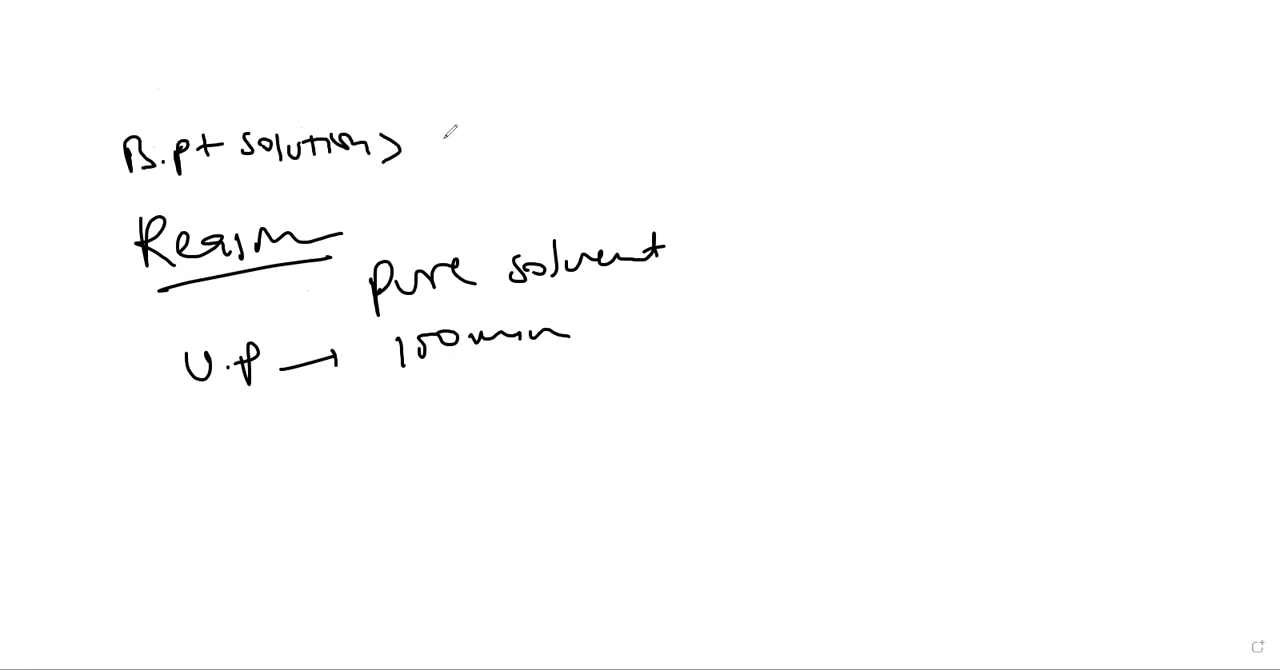 B.pt solution >
Reason
pure solvent
V.p → 100mm